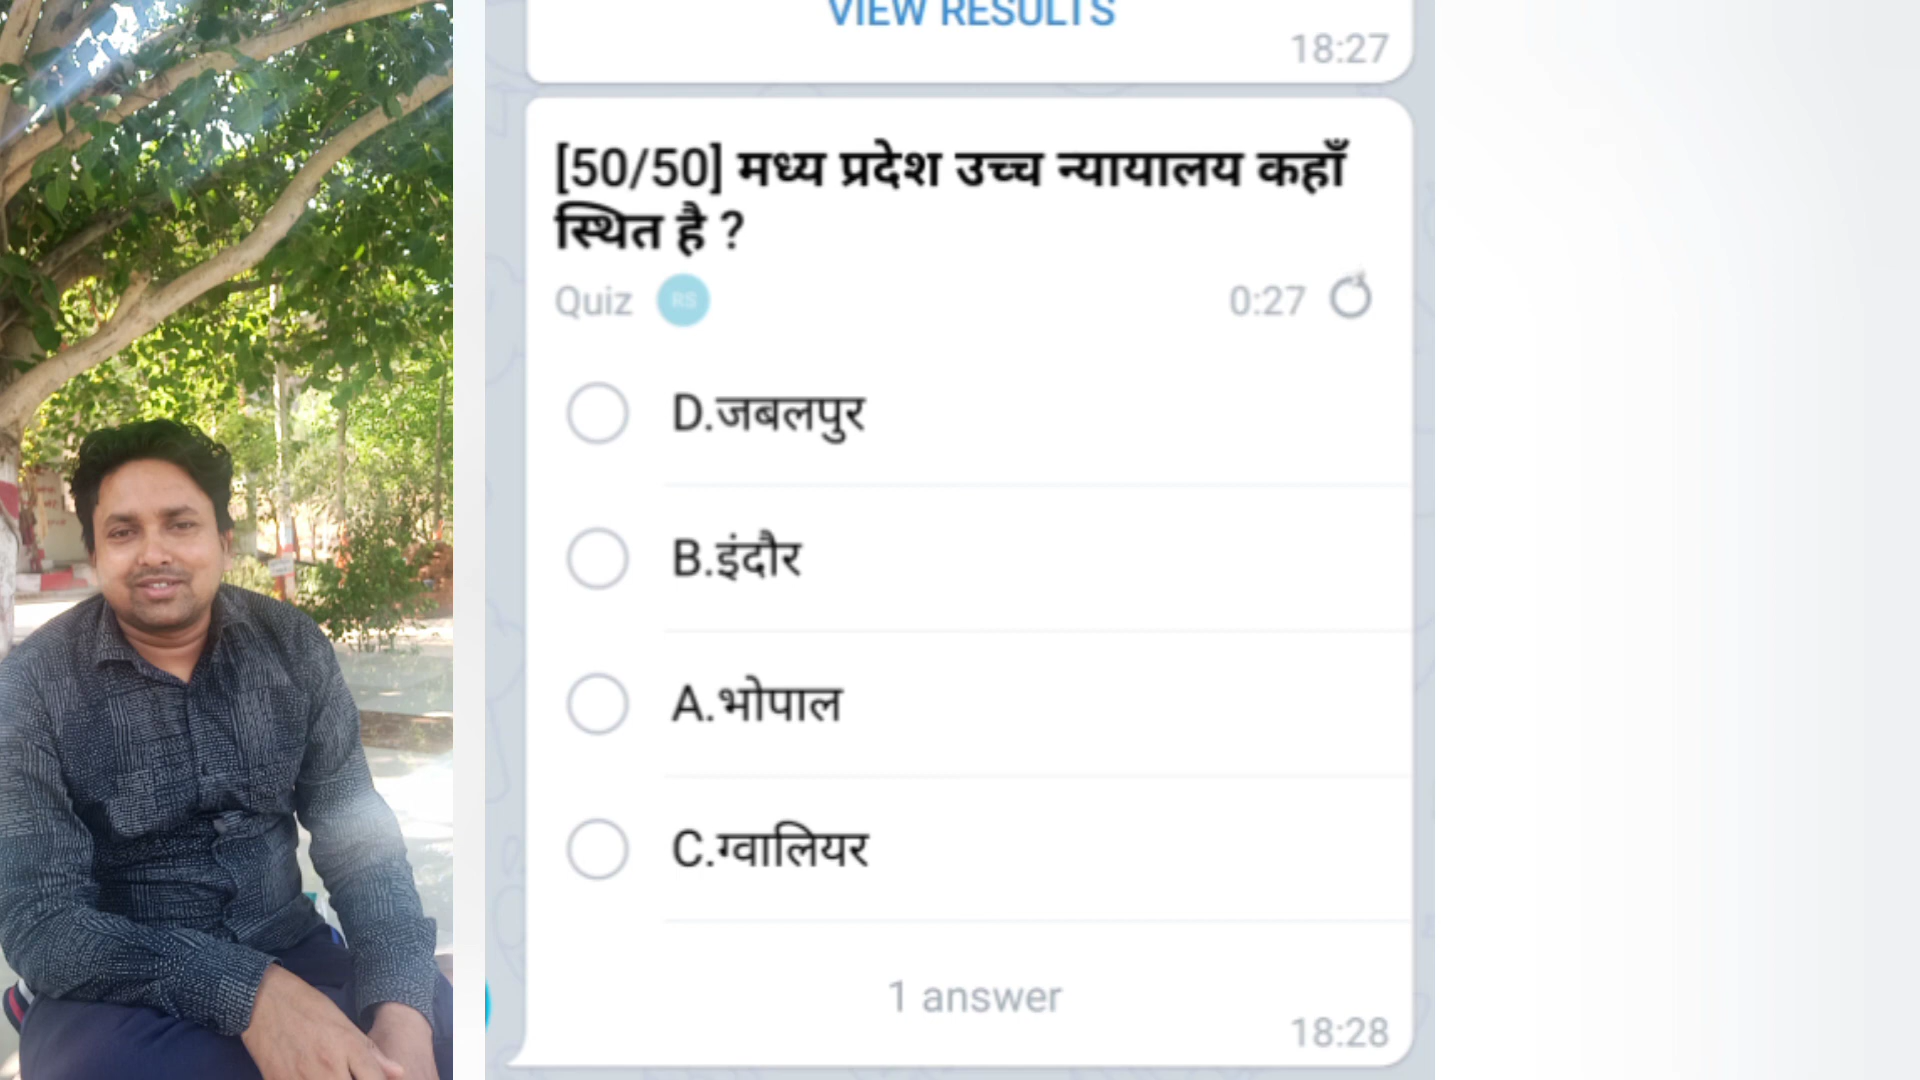 VIEW RESULTS
18:27
[50/50] मध्य प्रदेश उच्च न्यायालय कहाँ
स्थित है ?
Quiz RS 0:27
D.जबलपुर
B.इंदौर
A.भोपाल
C.ग्वालियर
1 answer
18:28